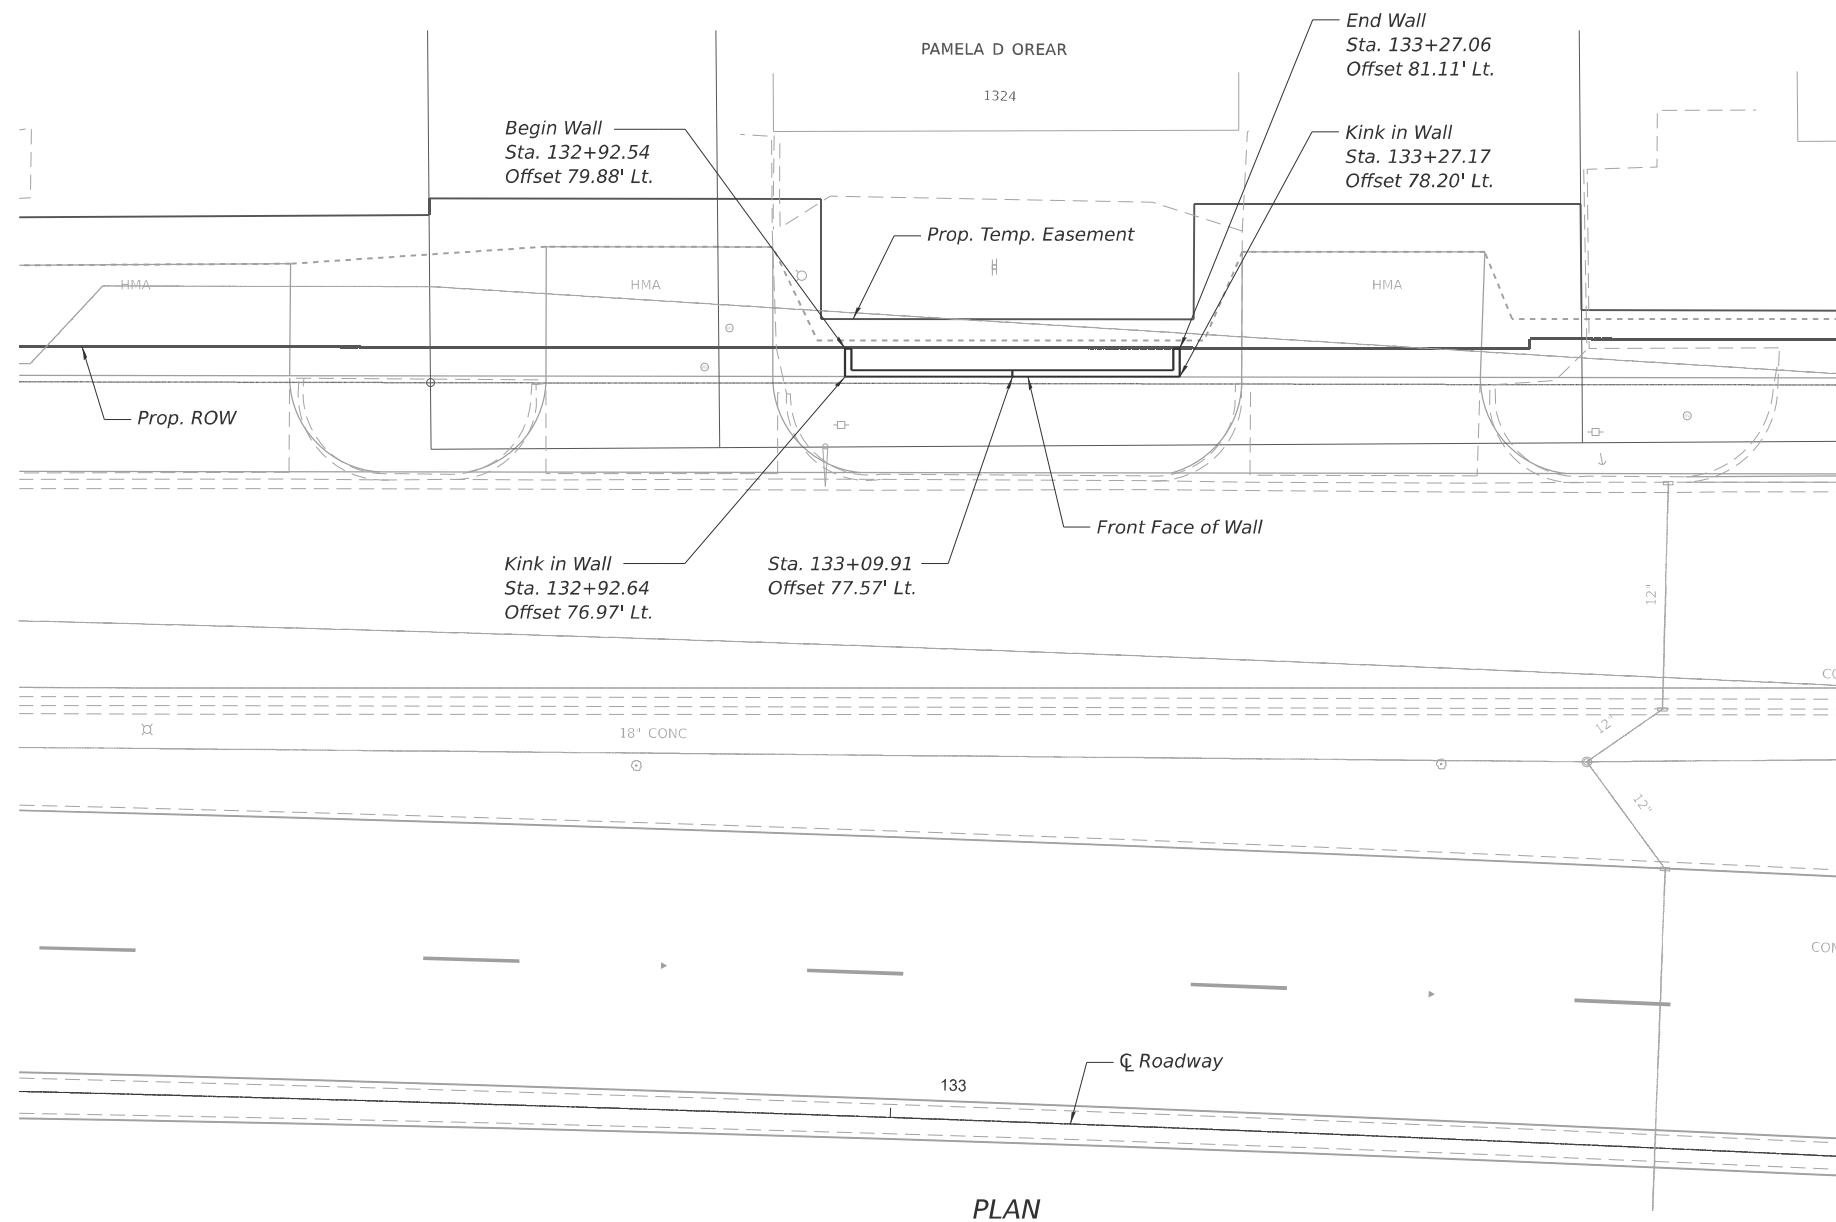 PAMELA D OREAR
1324
End Wall
Sta. 133+27.06
Offset 81.11' Lt.
Begin Wall
Sta. 132+92.54
Offset 79.88' Lt.
Kink in Wall
Sta. 133+27.17
Offset 78.20' Lt.
Prop. Temp. Easement
HMA
HMA
HMA
Prop. ROW
Front Face of Wall
Kink in Wall
Sta. 132+92.64
Offset 76.97' Lt.
Sta. 133+09.91
Offset 77.57' Lt.
12"
CO
12"
18" CONC
12"
CON
℄ Roadway
133
PLAN